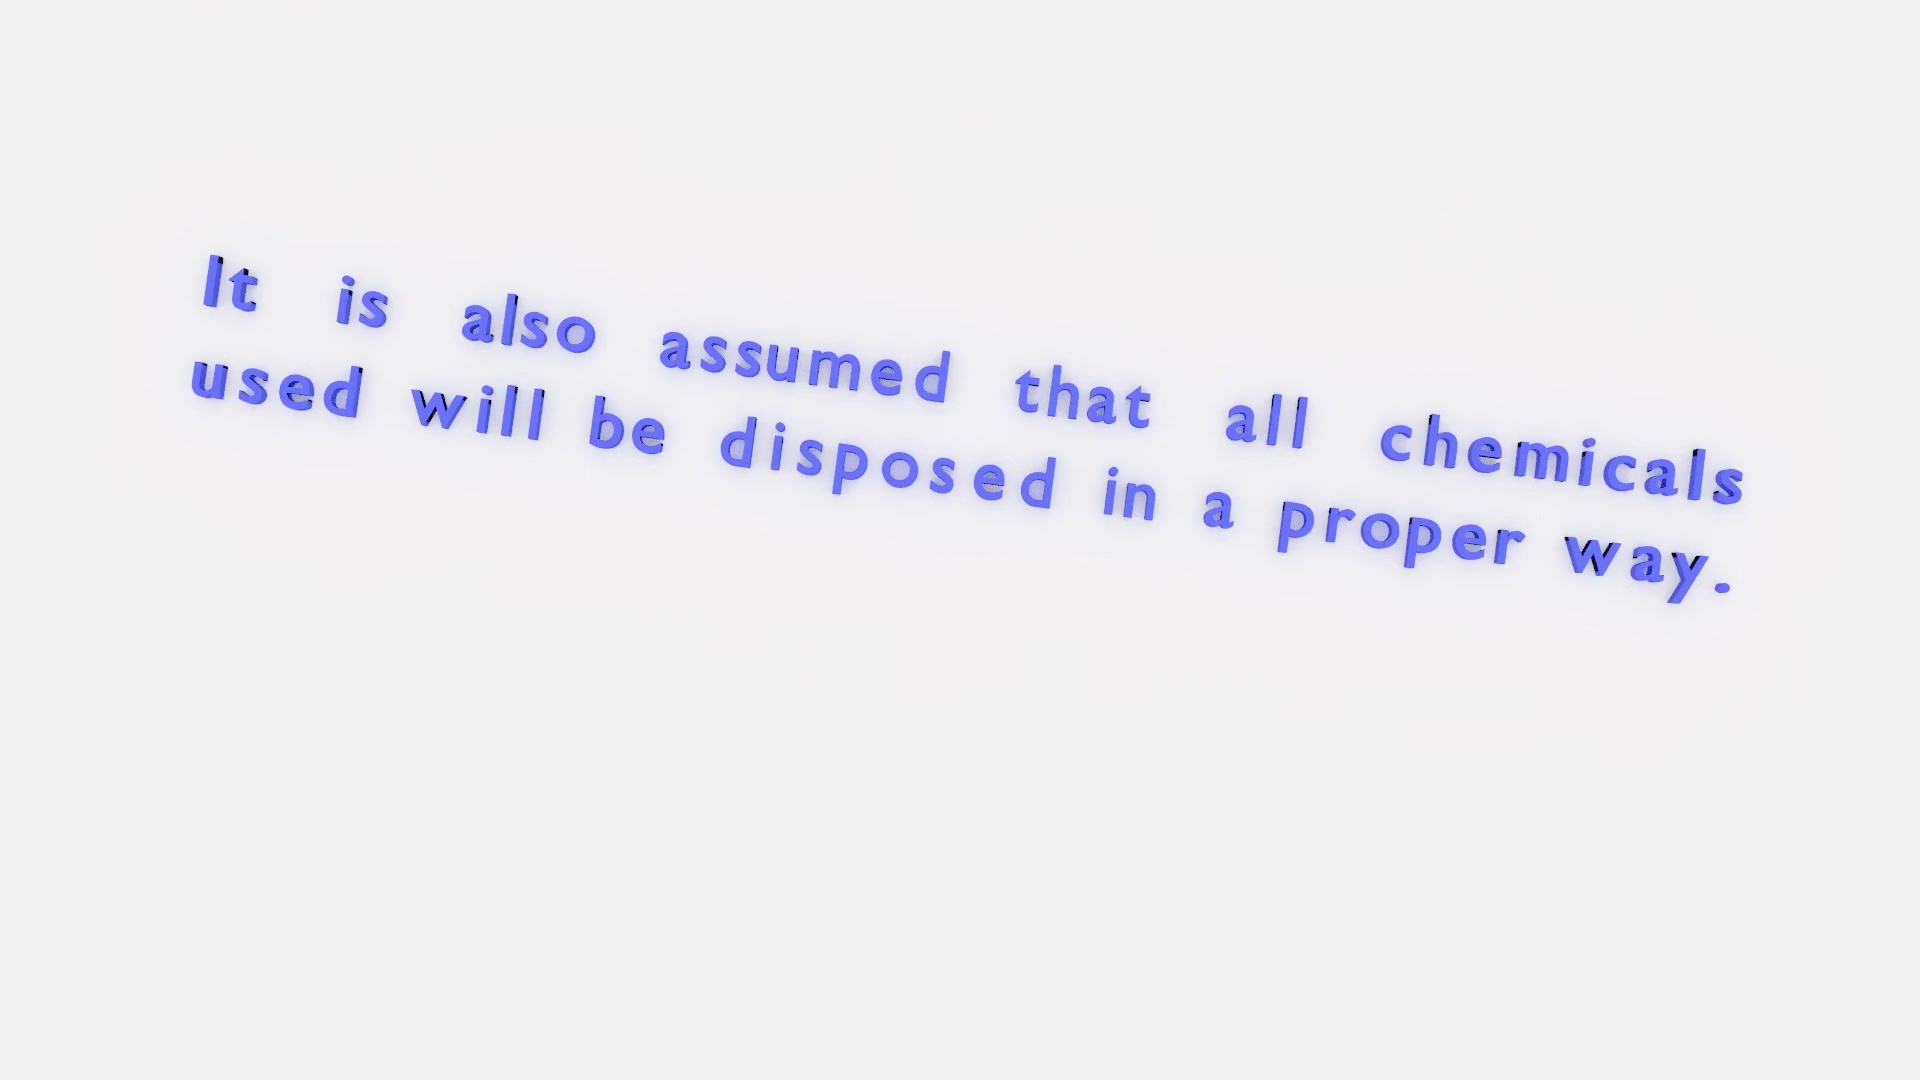 It is also assumed that all chemicals
used will be disposed in a proper way.